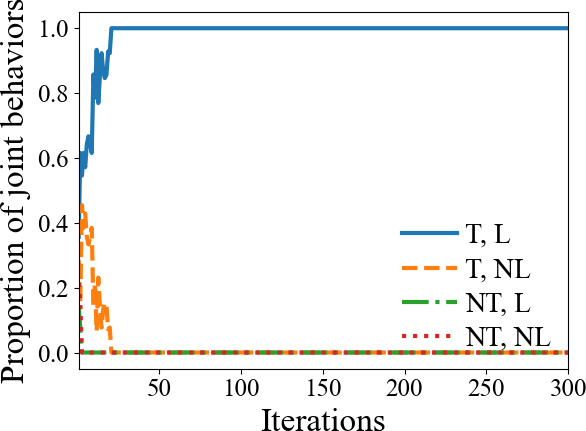 Proportion of joint behaviors
1.0
0.8
0.6
0.4
0.2
0.0
T, L
T, NL
NT, L
NT, NL
50 100 150 200 250 300
Iterations